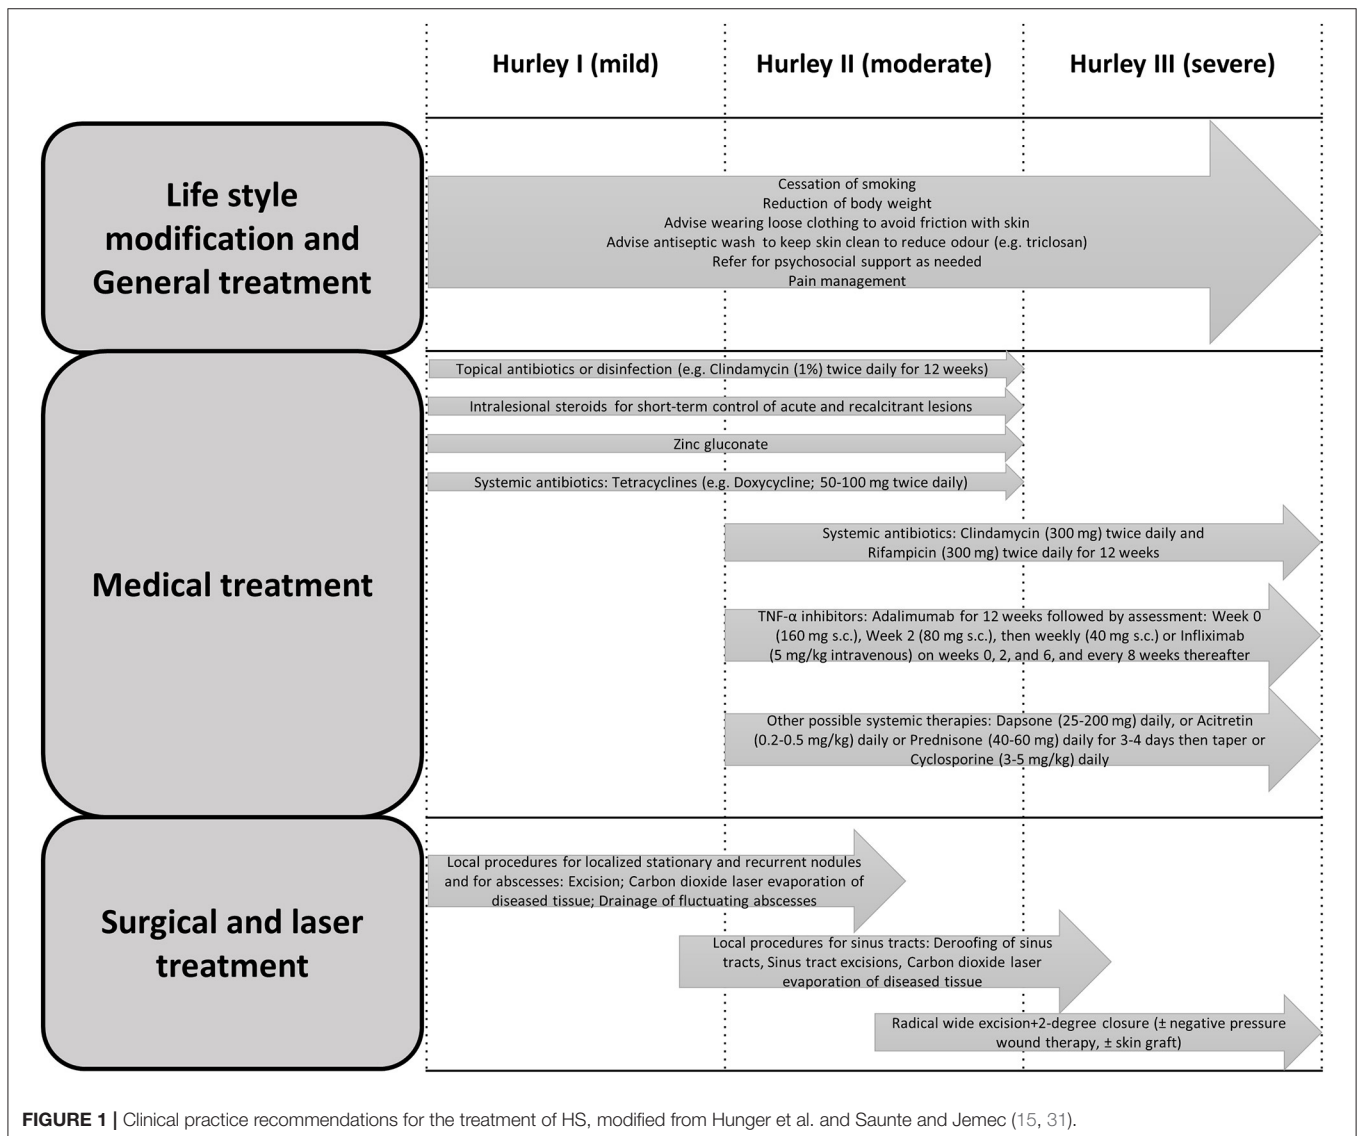 Hurley I (mild)
Hurley II (moderate)
Hurley III (severe)
Life style
modification and
General treatment
Cessation of smoking
Reduction of body weight
Advise wearing loose clothing to avoid friction with skin
Advise antiseptic wash to keep skin clean to reduce odour (e.g. triclosan)
Refer for psychosocial support as needed
Pain management
Medical treatment
Topical antibiotics or disinfection (e.g. Clindamycin (1%) twice daily for 12 weeks)
Intralesional steroids for short-term control of acute and recalcitrant lesions
Zinc gluconate
Systemic antibiotics: Tetracyclines (e.g. Doxycycline; 50-100 mg twice daily)
Systemic antibiotics: Clindamycin (300 mg) twice daily and
Rifampicin (300 mg) twice daily for 12 weeks
TNF-α inhibitors: Adalimumab for 12 weeks followed by assessment: Week 0
(160 mg s.c.), Week 2 (80 mg s.c.), then weekly (40 mg s.c.) or Infliximab
(5 mg/kg intravenous) on weeks 0, 2, and 6, and every 8 weeks thereafter
Other possible systemic therapies: Dapsone (25-200 mg) daily, or Acitretin
(0.2-0.5 mg/kg) daily or Prednisone (40-60 mg) daily for 3-4 days then taper or
Cyclosporine (3-5 mg/kg) daily
Surgical and laser
treatment
Local procedures for localized stationary and recurrent nodules
and for abscesses: Excision; Carbon dioxide laser evaporation of
diseased tissue; Drainage of fluctuating abscesses
Local procedures for sinus tracts: Deroofing of sinus
tracts, Sinus tract excisions, Carbon dioxide laser
evaporation of diseased tissue
Radical wide excision+2-degree closure (± negative pressure
wound therapy, ± skin graft)
FIGURE 1 | Clinical practice recommendations for the treatment of HS, modified from Hunger et al. and Saunte and Jemec (15, 31).